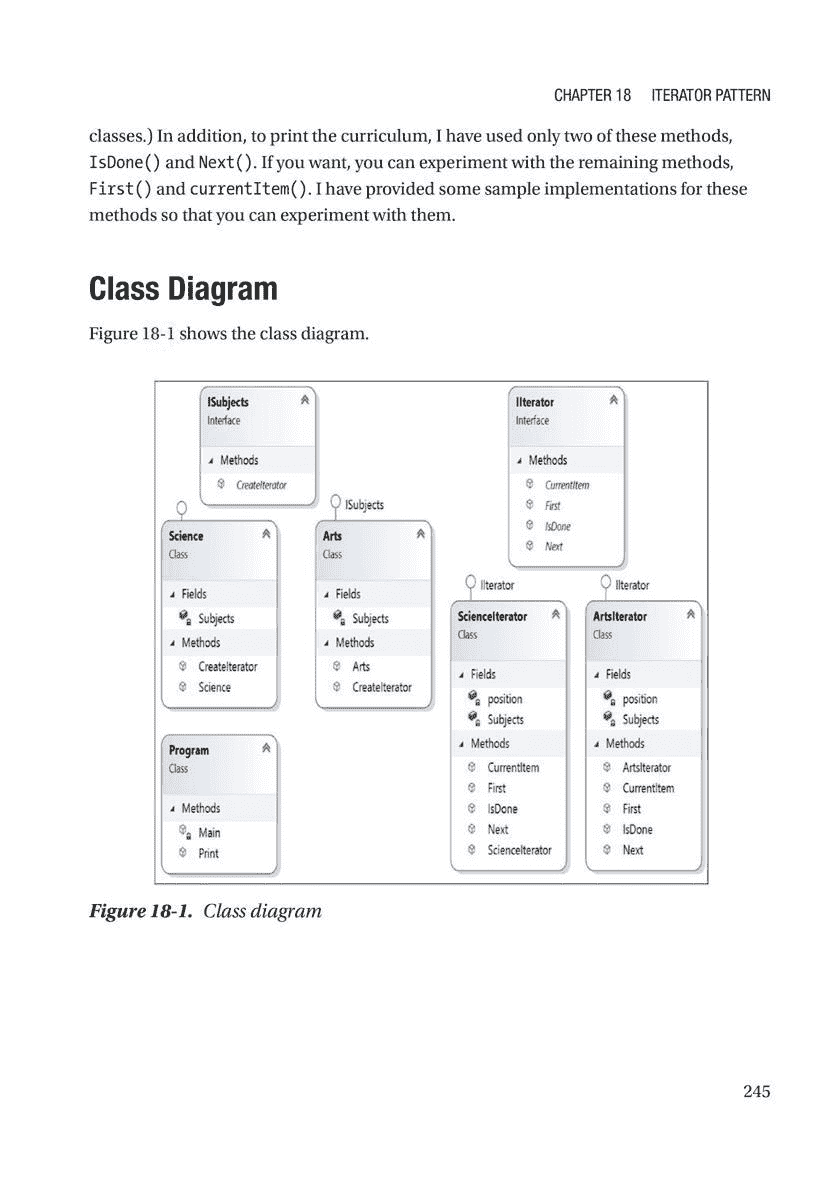 CHAPTER 18 ITERATOR PATTERN
classes.) In addition, to print the curriculum, I have used only two of these methods,
IsDone() and Next(). If you want, you can experiment with the remaining methods,
First() and currentItem(). I have provided some sample implementations for these
methods so that you can experiment with them.
Class Diagram
Figure 18-1 shows the class diagram.
ISubjects
Interface
Methods
CreateIterator
Science
Class
Fields
Subjects
Methods
CreateIterator
Science
ISubjects
Arts
Class
Fields
Subjects
Methods
Arts
CreateIterator
Program
Class
Methods
Main
Print
IIterator
Interface
Methods
CurrentItem
First
IsDone
Next
IIterator
ScienceIterator
Class
Fields
position
Subjects
Methods
CurrentItem
First
IsDone
Next
ScienceIterator
IIterator
ArtsIterator
Class
Fields
position
Subjects
Methods
ArtsIterator
CurrentItem
First
IsDone
Next
Figure 18-1. Class diagram
245